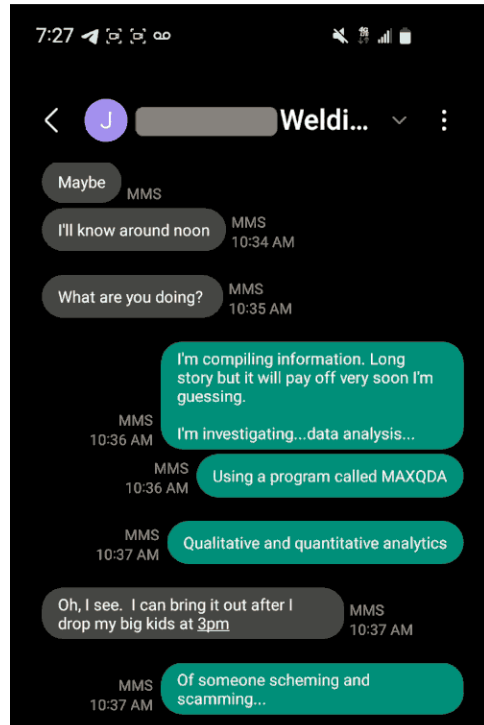 7:27
J Weldi...
Maybe
MMS
I'll know around noon
MMS
10:34 AM
What are you doing?
MMS
10:35 AM
I'm compiling information. Long
story but it will pay off very soon I'm
guessing.
I'm investigating...data analysis...
MMS
10:36 AM
MMS
10:36 AM
Using a program called MAXQDA
MMS
10:37 AM
Qualitative and quantitative analytics
Oh, I see.  I can bring it out after I
drop my big kids at 3pm
MMS
10:37 AM
Of someone scheming and
scamming...
MMS
10:37 AM